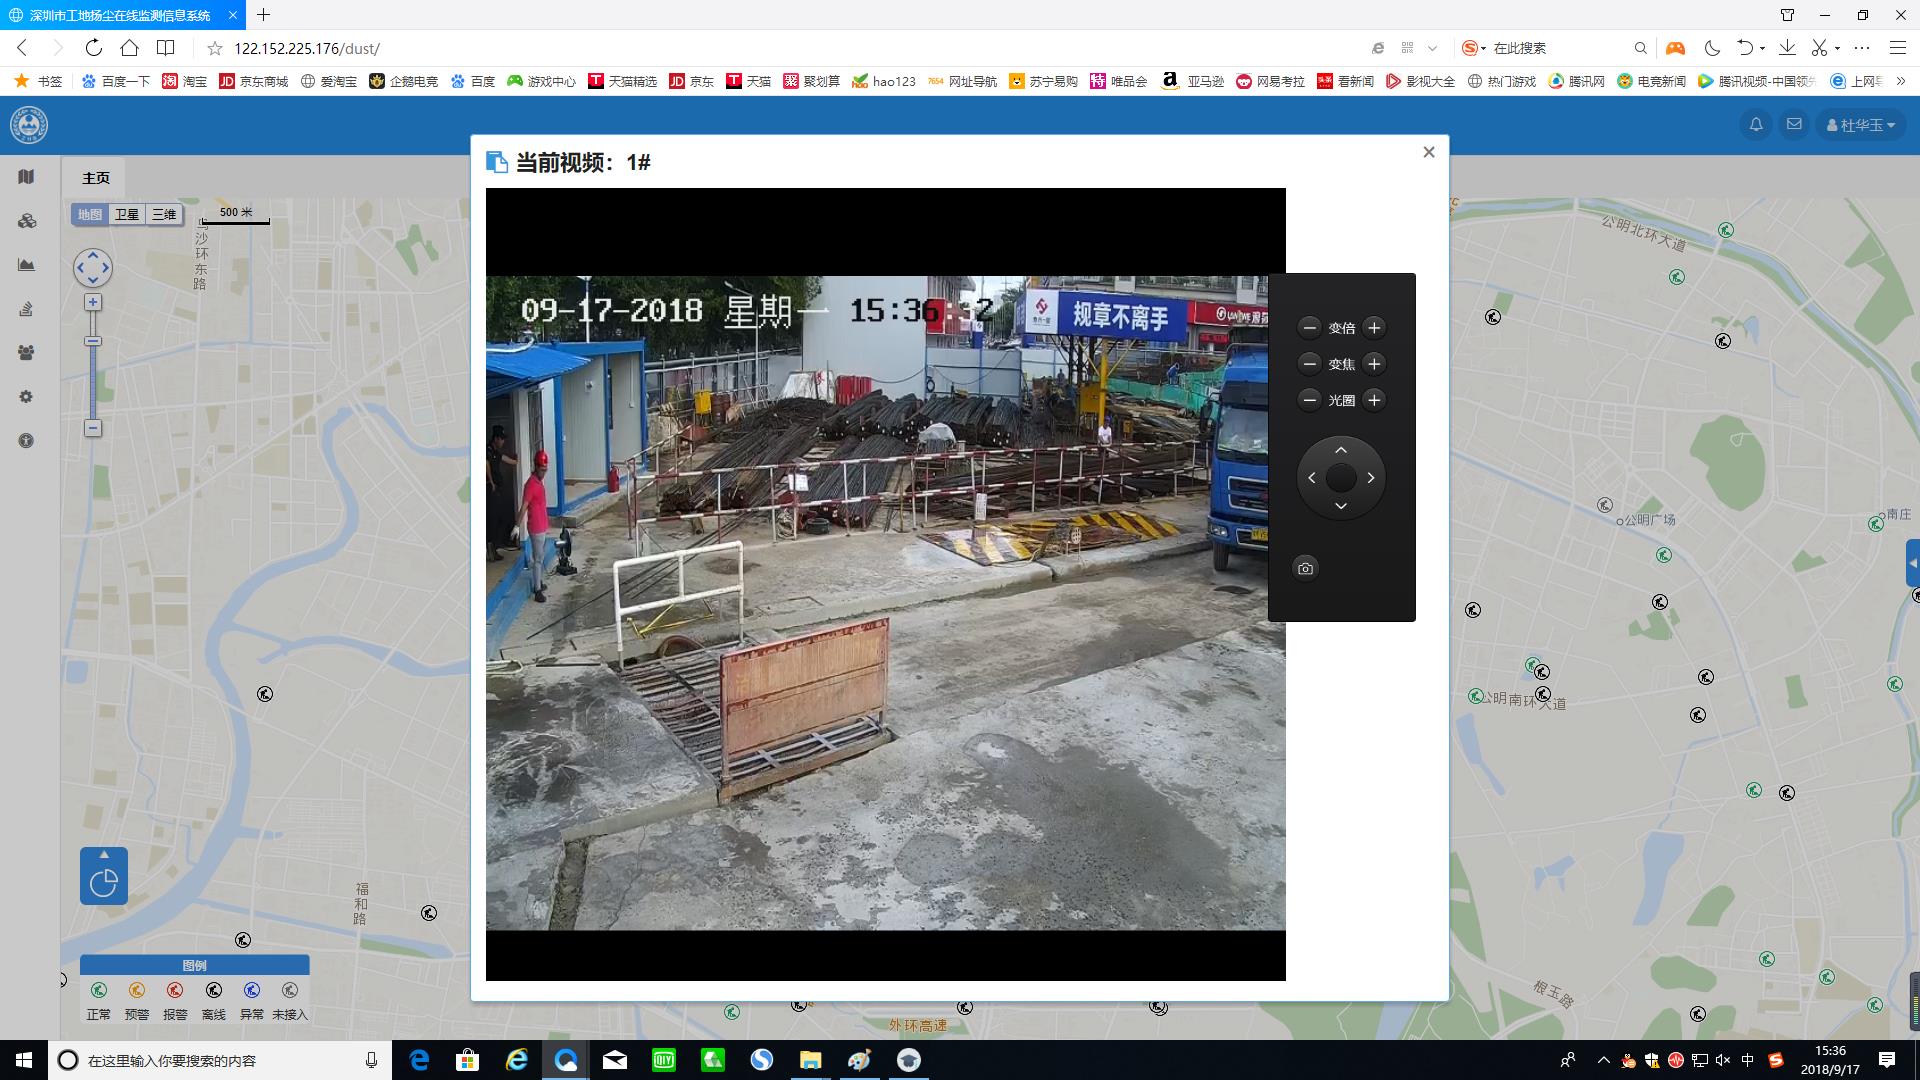 深圳市工地扬尘在线监测信息系统
122.152.225.176/dust/
在此搜索
书签 百度一下 淘宝 京东商城 爱淘宝 企鹅电竞 百度 游戏中心 天猫精选 京东 天猫 聚划算 hao123 网址导航 苏宁易购 唯品会 亚马逊 网易考拉 看新闻 影视大全 热门游戏 腾讯网 电竞新闻 腾讯视频-中国领先 上网导
杜华玉
当前视频：1#
主页
地图 卫星 三维
500 米
乌沙环东路
公明北环大道
09-17-2018 星期一 15:36:32
规章不离手
变倍
变焦
光圈
公明广场
南庄
公明南环大道
福和路
根玉路
外环高速
图例
正常 预警 报警 离线 异常 未接入
在这里输入你要搜索的内容
中
15:36
2018/9/17